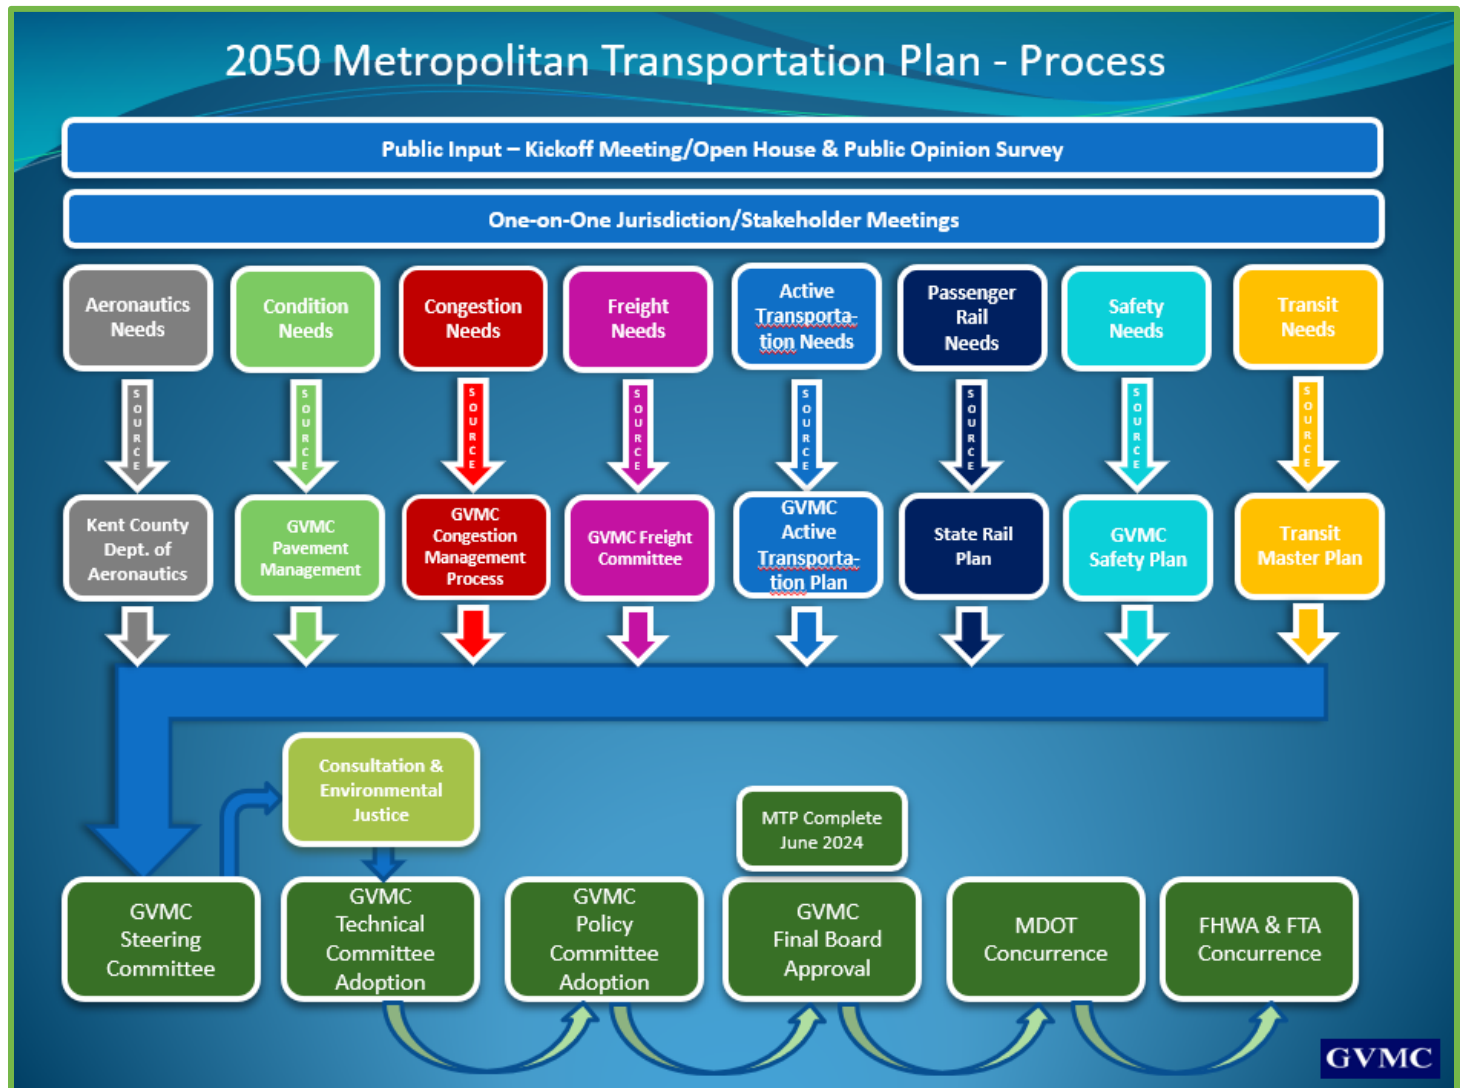 2050 Metropolitan Transportation Plan - Process
Public Input – Kickoff Meeting/Open House & Public Opinion Survey
One-on-One Jurisdiction/Stakeholder Meetings
Aeronautics
Needs
Condition
Needs
Congestion
Needs
Freight
Needs
Active
Transporta-
tion Needs
Passenger
Rail
Needs
Safety
Needs
Transit
Needs
SOURCE
SOURCE
SOURCE
SOURCE
SOURCE
SOURCE
SOURCE
SOURCE
Kent County
Dept. of
Aeronautics
GVMC
Pavement
Management
GVMC
Congestion
Management
Process
GVMC Freight
Committee
GVMC
Active
Transporta-
tion Plan
State Rail
Plan
GVMC
Safety Plan
Transit
Master Plan
Consultation &
Environmental
Justice
MTP Complete
June 2024
GVMC
Steering
Committee
GVMC
Technical
Committee
Adoption
GVMC
Policy
Committee
Adoption
GVMC
Final Board
Approval
MDOT
Concurrence
FHWA & FTA
Concurrence
GVMC